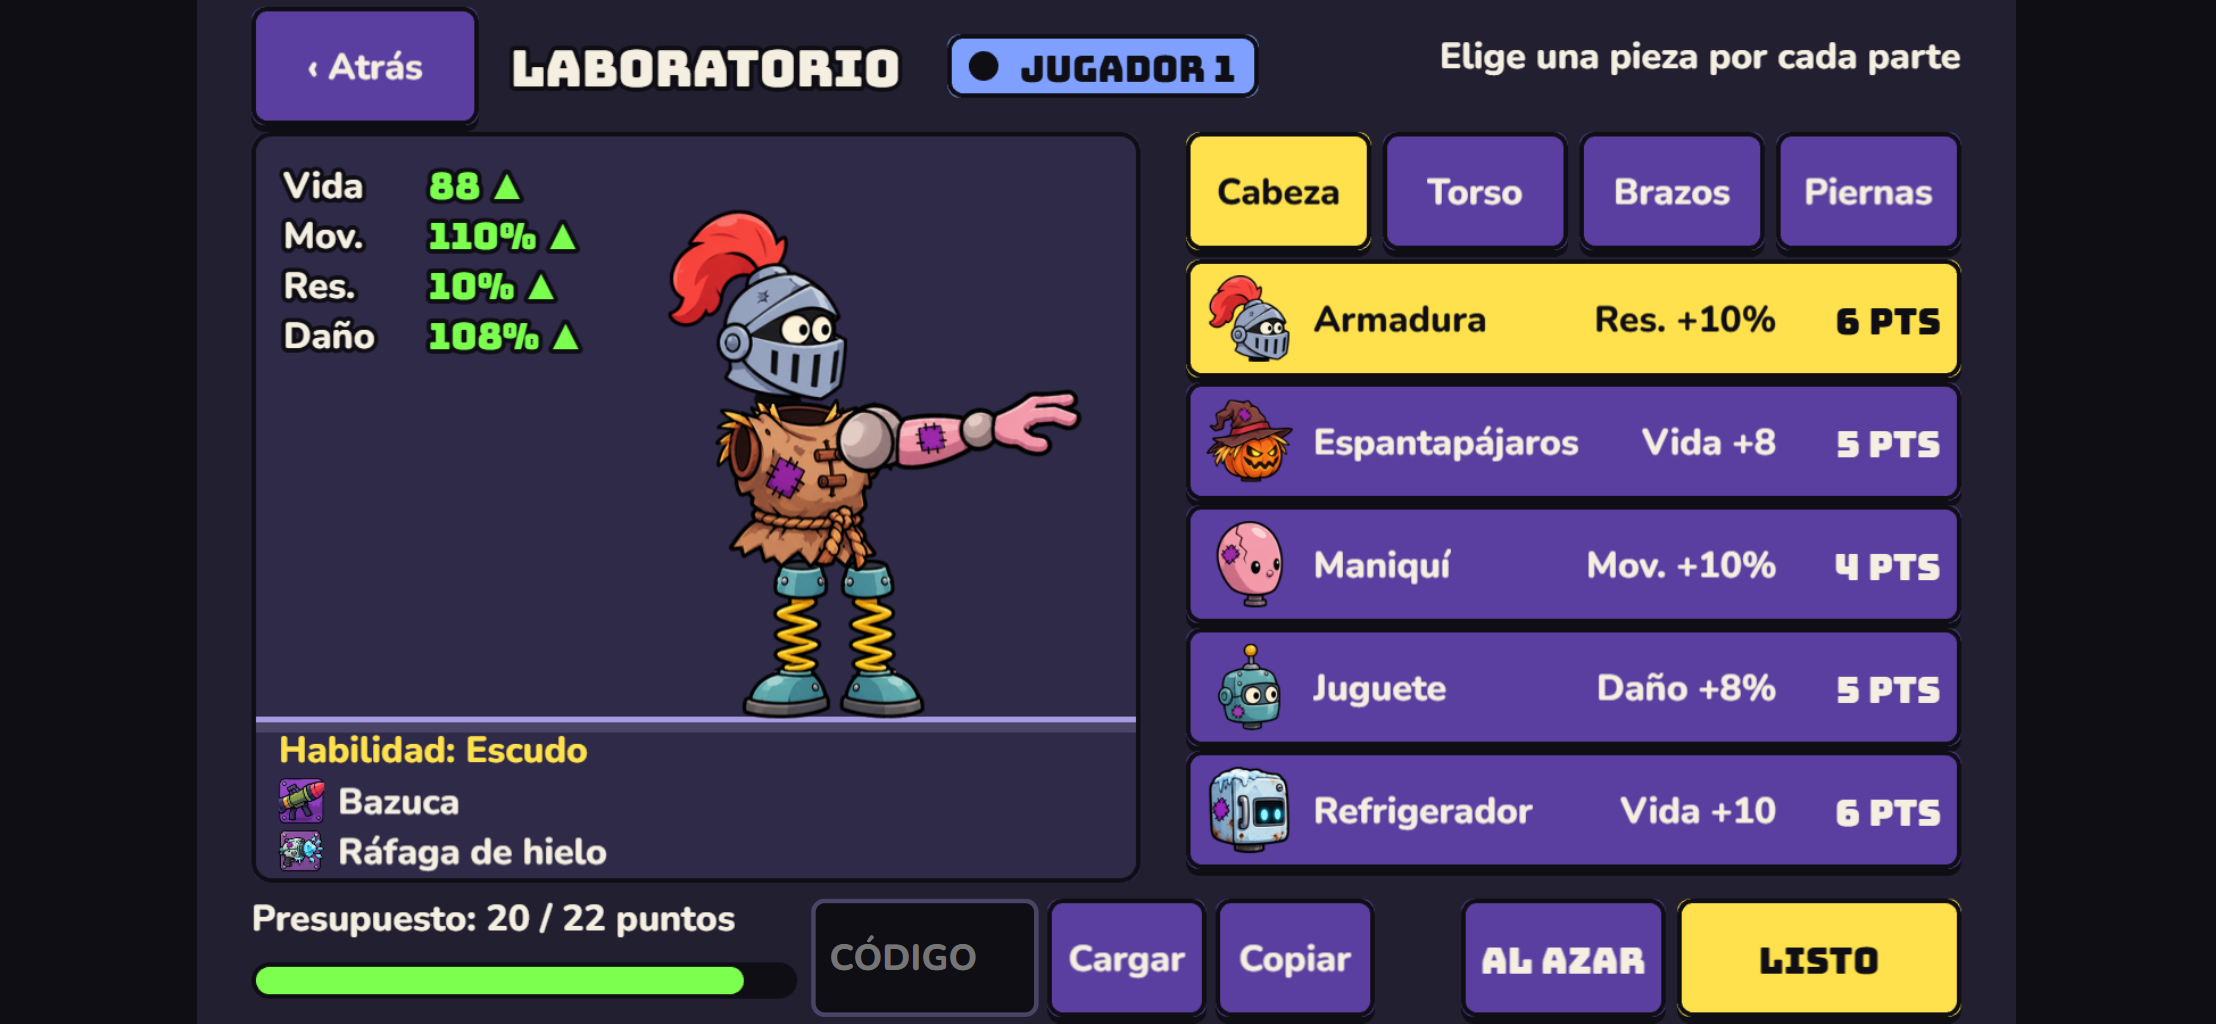 ‹ Atrás
LABORATORIO
JUGADOR 1
Elige una pieza por cada parte
Vida 88 ▲
Mov. 110% ▲
Res. 10% ▲
Daño 108% ▲
Habilidad: Escudo
Bazuca
Ráfaga de hielo
Cabeza
Torso
Brazos
Piernas
Armadura Res. +10% 6 PTS
Espantapájaros Vida +8 5 PTS
Maniquí Mov. +10% 4 PTS
Juguete Daño +8% 5 PTS
Refrigerador Vida +10 6 PTS
Presupuesto: 20 / 22 puntos
CÓDIGO
Cargar
Copiar
AL AZAR
LISTO